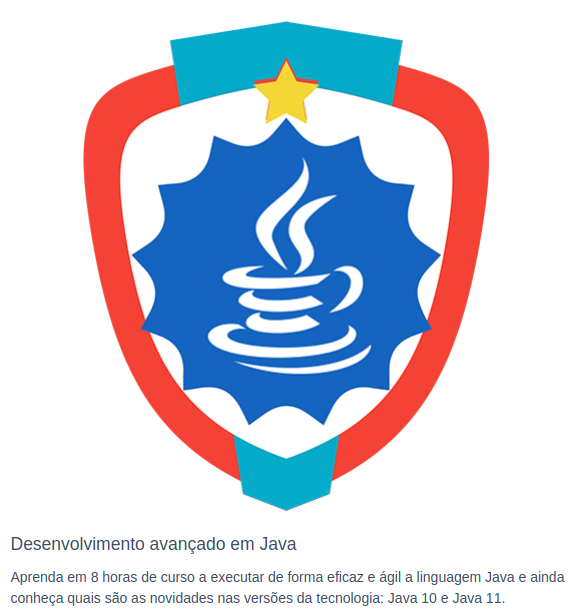 Desenvolvimento avançado em Java
Aprenda em 8 horas de curso a executar de forma eficaz e ágil a linguagem Java e ainda
conheça quais são as novidades nas versões da tecnologia: Java 10 e Java 11.